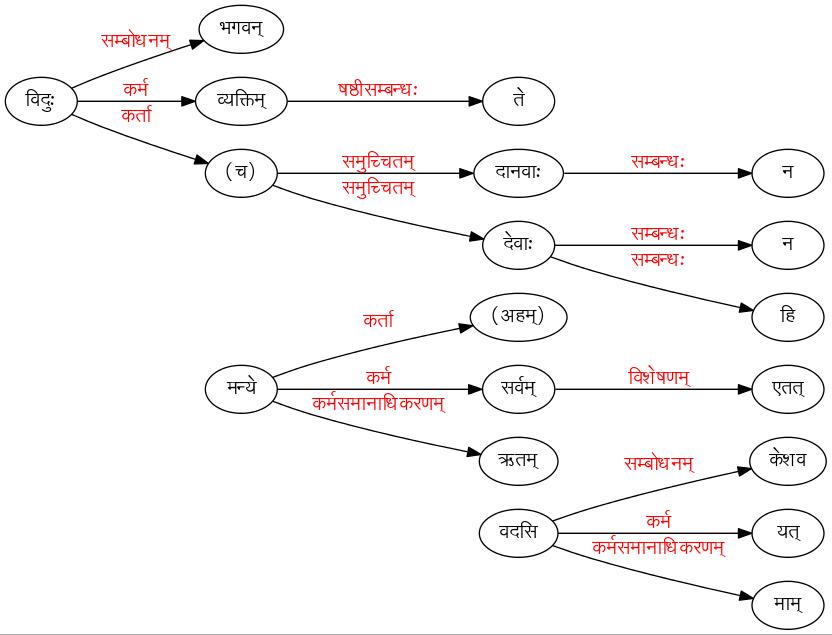 भगवन्
सम्बोधनम्
विदुः
कर्म
व्यक्तिम्
षष्ठीसम्बन्धः
ते
कर्ता
(च)
समुच्चितम्
दानवाः
सम्बन्धः
न
समुच्चितम्
देवाः
सम्बन्धः
न
सम्बन्धः
हि
कर्ता
(अहम्)
मन्ये
कर्म
सर्वम्
विशेषणम्
एतत्
कर्मसमानाधिकरणम्
ऋतम्
सम्बोधनम्
केशव
वदसि
कर्म
यत्
कर्मसमानाधिकरणम्
माम्